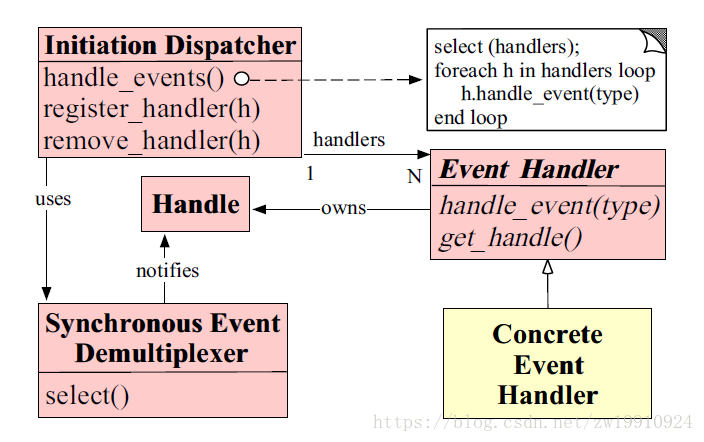 Initiation Dispatcher
handle_events()
register_handler(h)
remove_handler(h)
select (handlers);
foreach h in handlers loop
h.handle_event(type)
end loop
handlers
1
N
uses
Handle
owns
Event Handler
handle_event(type)
get_handle()
notifies
Synchronous Event
Demultiplexer
select()
Concrete
Event
Handler
https://blog.csdn.net/zw19910924